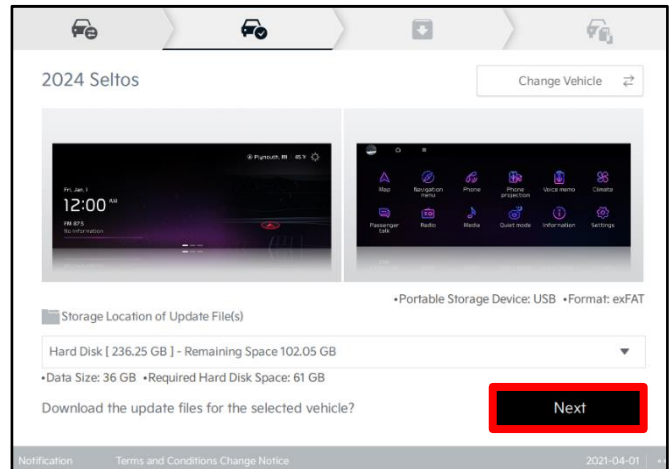 2024 Seltos
Change Vehicle
Plymouth, MI
Fri, Jan. 1
12:00 AM
FM 87.5
No information
Map
Navigation menu
Phone
Phone projection
Voice memo
Climate
Passenger talk
Radio
Media
Quiet mode
Information
Settings
•Portable Storage Device: USB •Format: exFAT
Storage Location of Update File(s)
Hard Disk [ 236.25 GB ] - Remaining Space 102.05 GB
•Data Size: 36 GB •Required Hard Disk Space: 61 GB
Download the update files for the selected vehicle?
Next
Notification Terms and Conditions Change Notice 2021-04-01